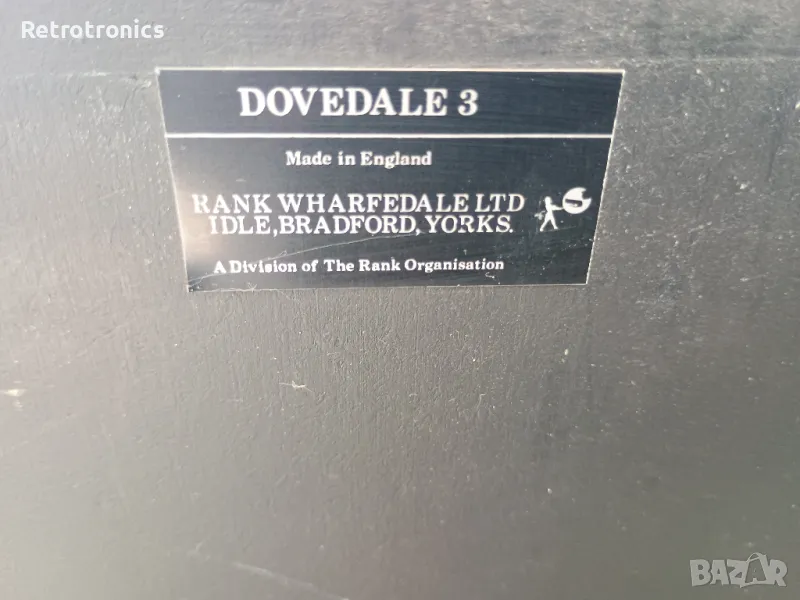 Retrotronics
DOVEDALE 3
Made in England
RANK WHARFEDALE LTD
IDLE,BRADFORD,YORKS.
A Division of The Rank Organisation
BAZAR